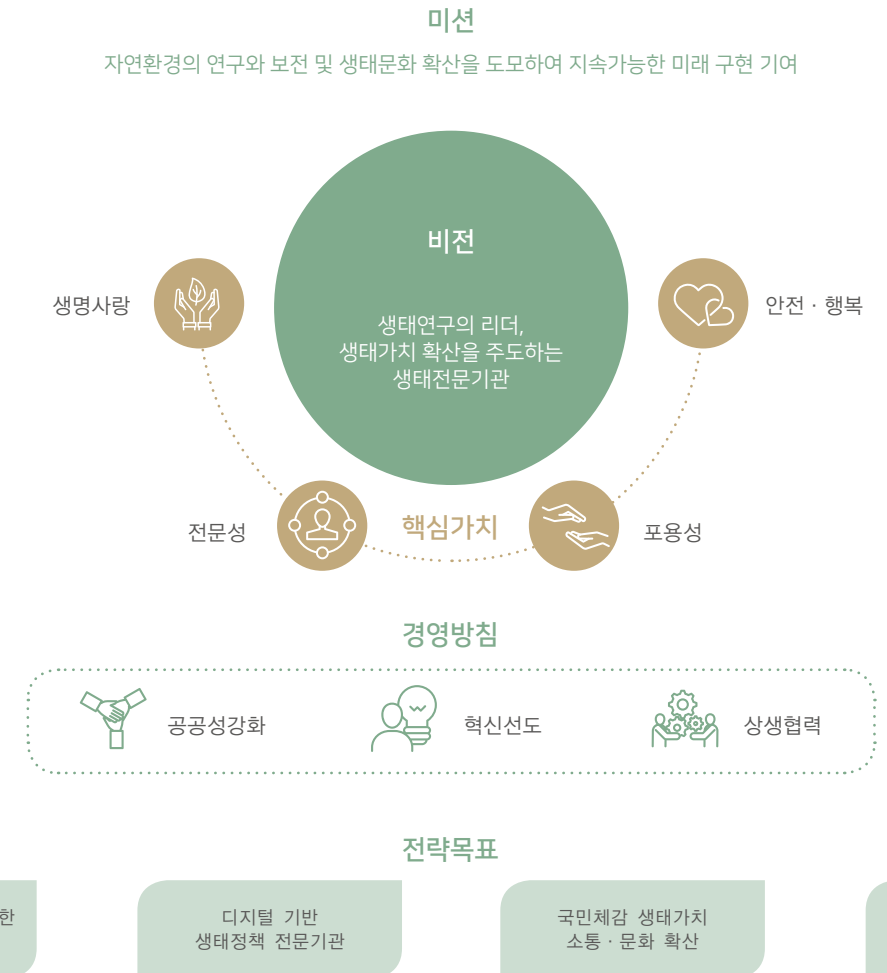 미션
자연환경의 연구와 보전 및 생태문화 확산을 도모하여 지속가능한 미래 구현 기여
비전
생태연구의 리더,
생태가치 확산을 주도하는
생태전문기관
생명사랑
안전 · 행복
전문성
핵심가치
포용성
경영방침
공공성강화
혁신선도
상생협력
전략목표
한
디지털 기반
생태정책 전문기관
국민체감 생태가치
소통 · 문화 확산